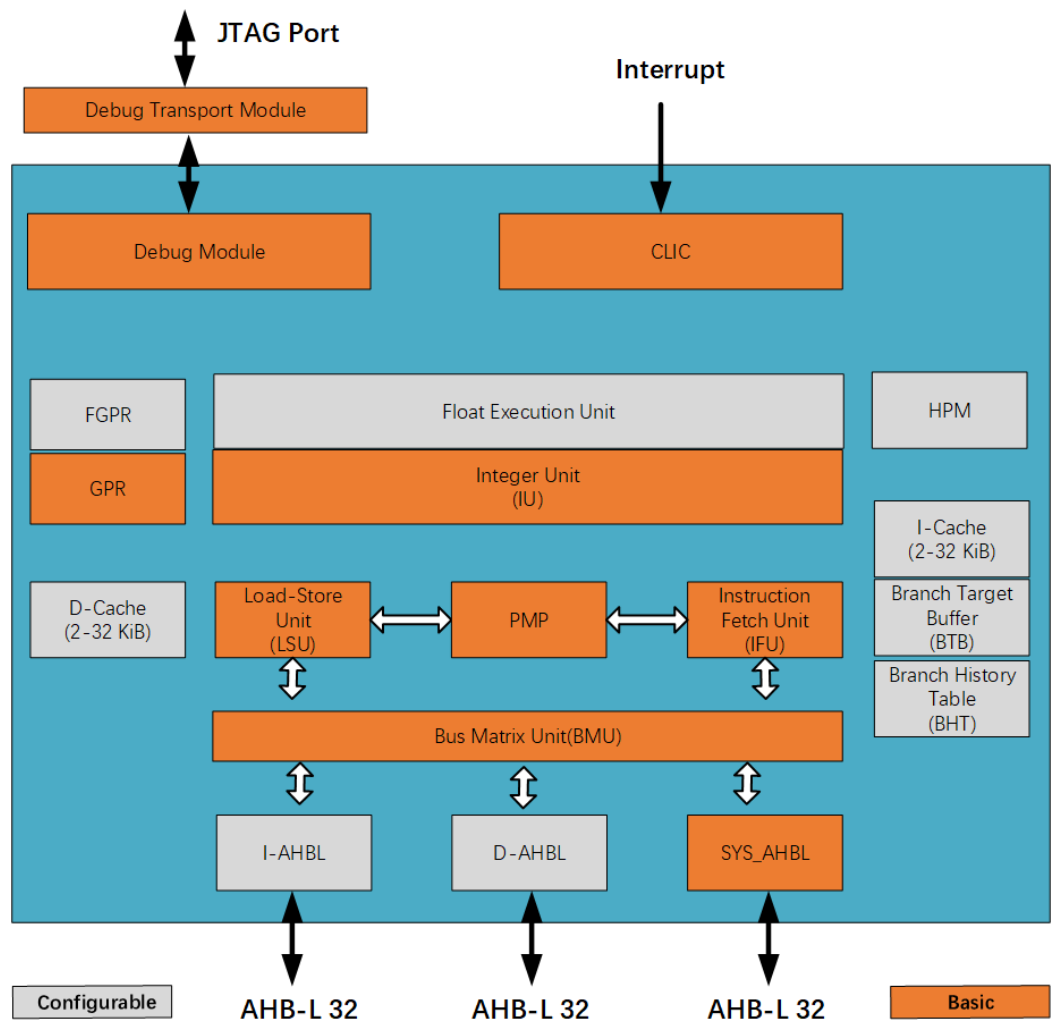 JTAG Port
Debug Transport Module
Interrupt
Debug Module
CLIC
FGPR
Float Execution Unit
HPM
GPR
Integer Unit
(IU)
I-Cache
(2-32 KiB)
D-Cache
(2-32 KiB)
Load-Store
Unit
(LSU)
PMP
Instruction
Fetch Unit
(IFU)
Branch Target
Buffer
(BTB)
Branch History
Table
(BHT)
Bus Matrix Unit(BMU)
I-AHBL
D-AHBL
SYS_AHBL
Configurable
AHB-L 32
AHB-L 32
AHB-L 32
Basic